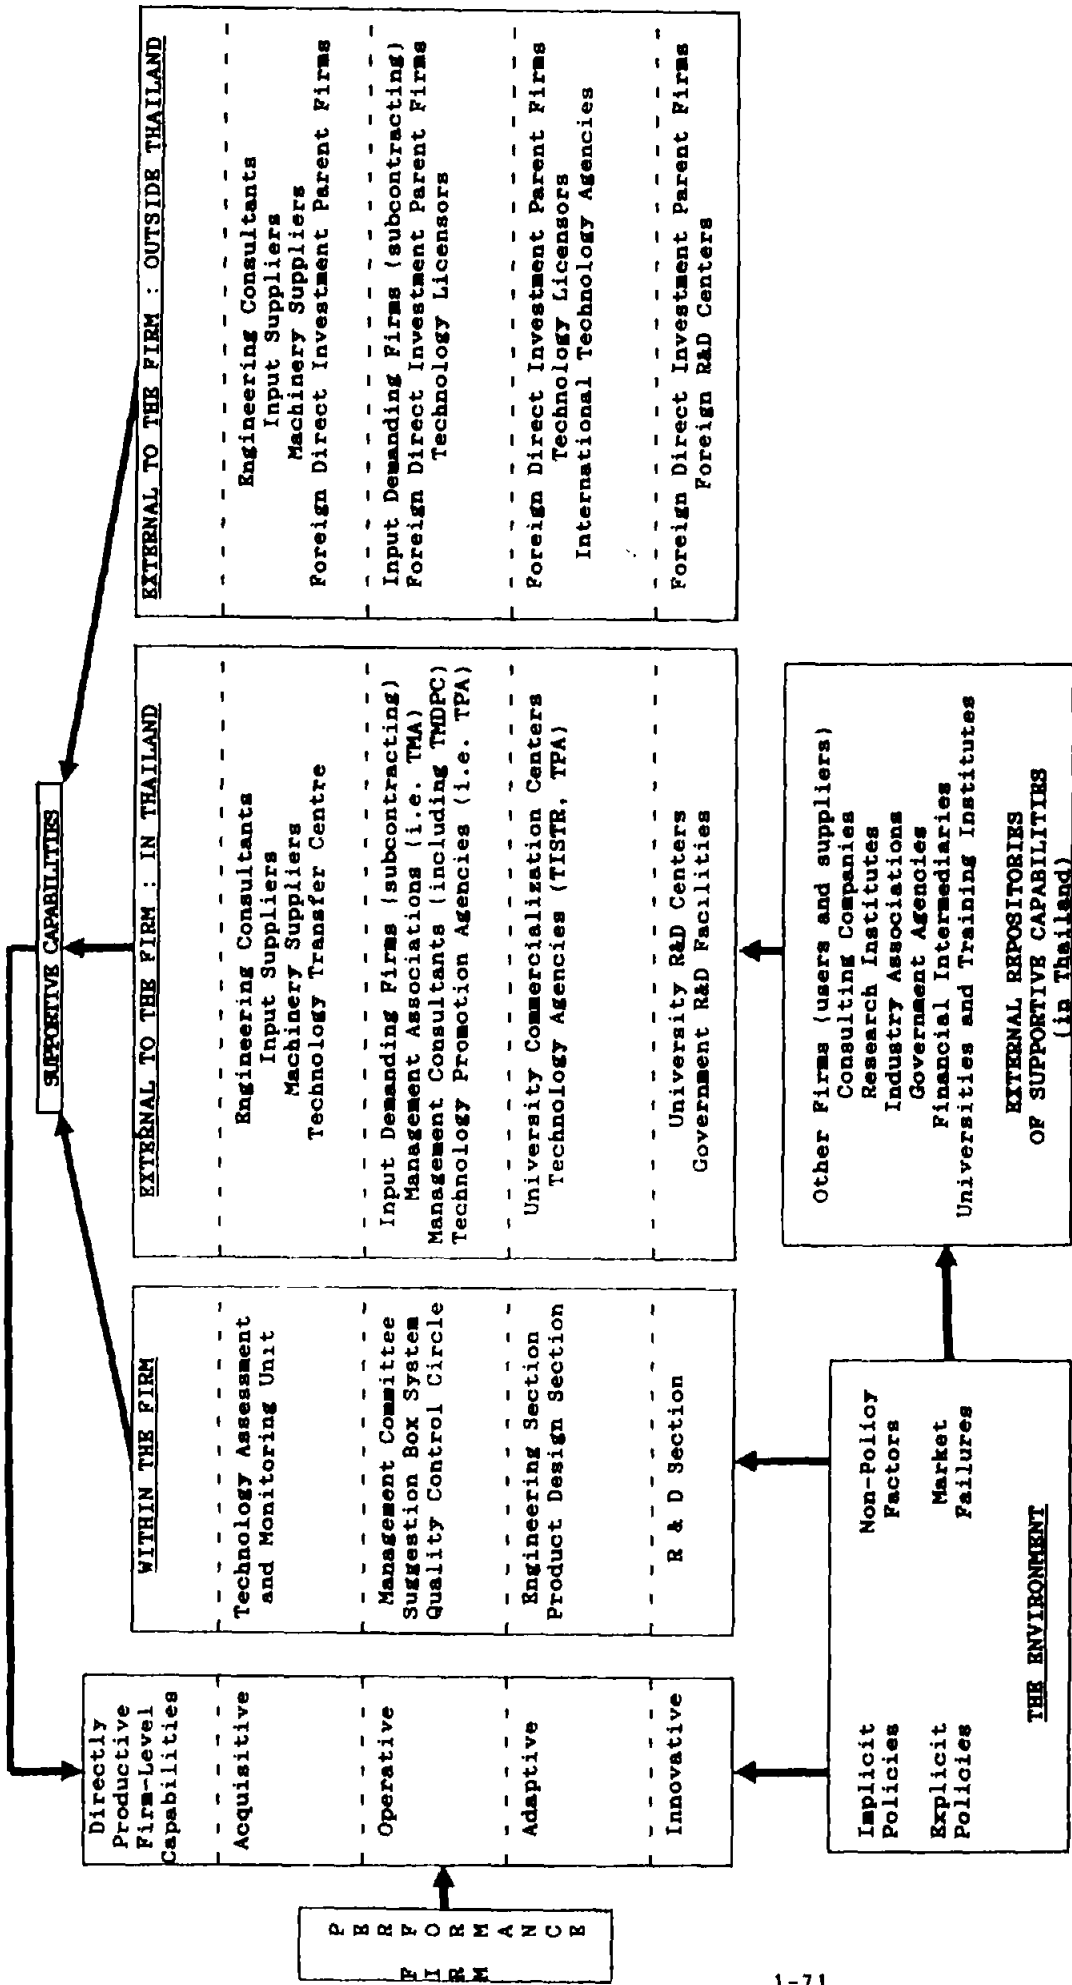 SUPPORTIVE CAPABILITIES
Directly
Productive
Firm-Level
Capabilities
Acquisitive
Operative
Adaptive
Innovative
WITHIN THE FIRM
Technology Assessment
and Monitoring Unit
Management Committee
Suggestion Box System
Quality Control Circle
Engineering Section
Product Design Section
R & D Section
EXTERNAL TO THE FIRM : IN THAILAND
Engineering Consultants
Input Suppliers
Machinery Suppliers
Technology Transfer Centre
Input Demanding Firms (subcontracting)
Management Associations (i.e. TMA)
Management Consultants (including TMDPC)
Technology Promotion Agencies (i.e. TPA)
University Commercialization Centers
Technology Agencies (TISTR, TPA)
University R&D Centers
Government R&D Facilities
EXTERNAL TO THE FIRM : OUTSIDE THAILAND
Engineering Consultants
Input Suppliers
Machinery Suppliers
Foreign Direct Investment Parent Firms
Input Demanding Firms (subcontracting)
Foreign Direct Investment Parent Firms
Technology Licensors
Foreign Direct Investment Parent Firms
Technology Licensors
International Technology Agencies
Foreign Direct Investment Parent Firms
Foreign R&D Centers
FIRM
PERFORMANCE
Implicit
Policies
Non-Policy
Factors
Explicit
Policies
Market
Failures
THE ENVIRONMENT
Other Firms (users and suppliers)
Consulting Companies
Research Institutes
Industry Associations
Government Agencies
Financial Intermediaries
Universities and Training Institutes
EXTERNAL REPOSITORIES
OF SUPPORTIVE CAPABILITIES
(in Thailand)
1-71